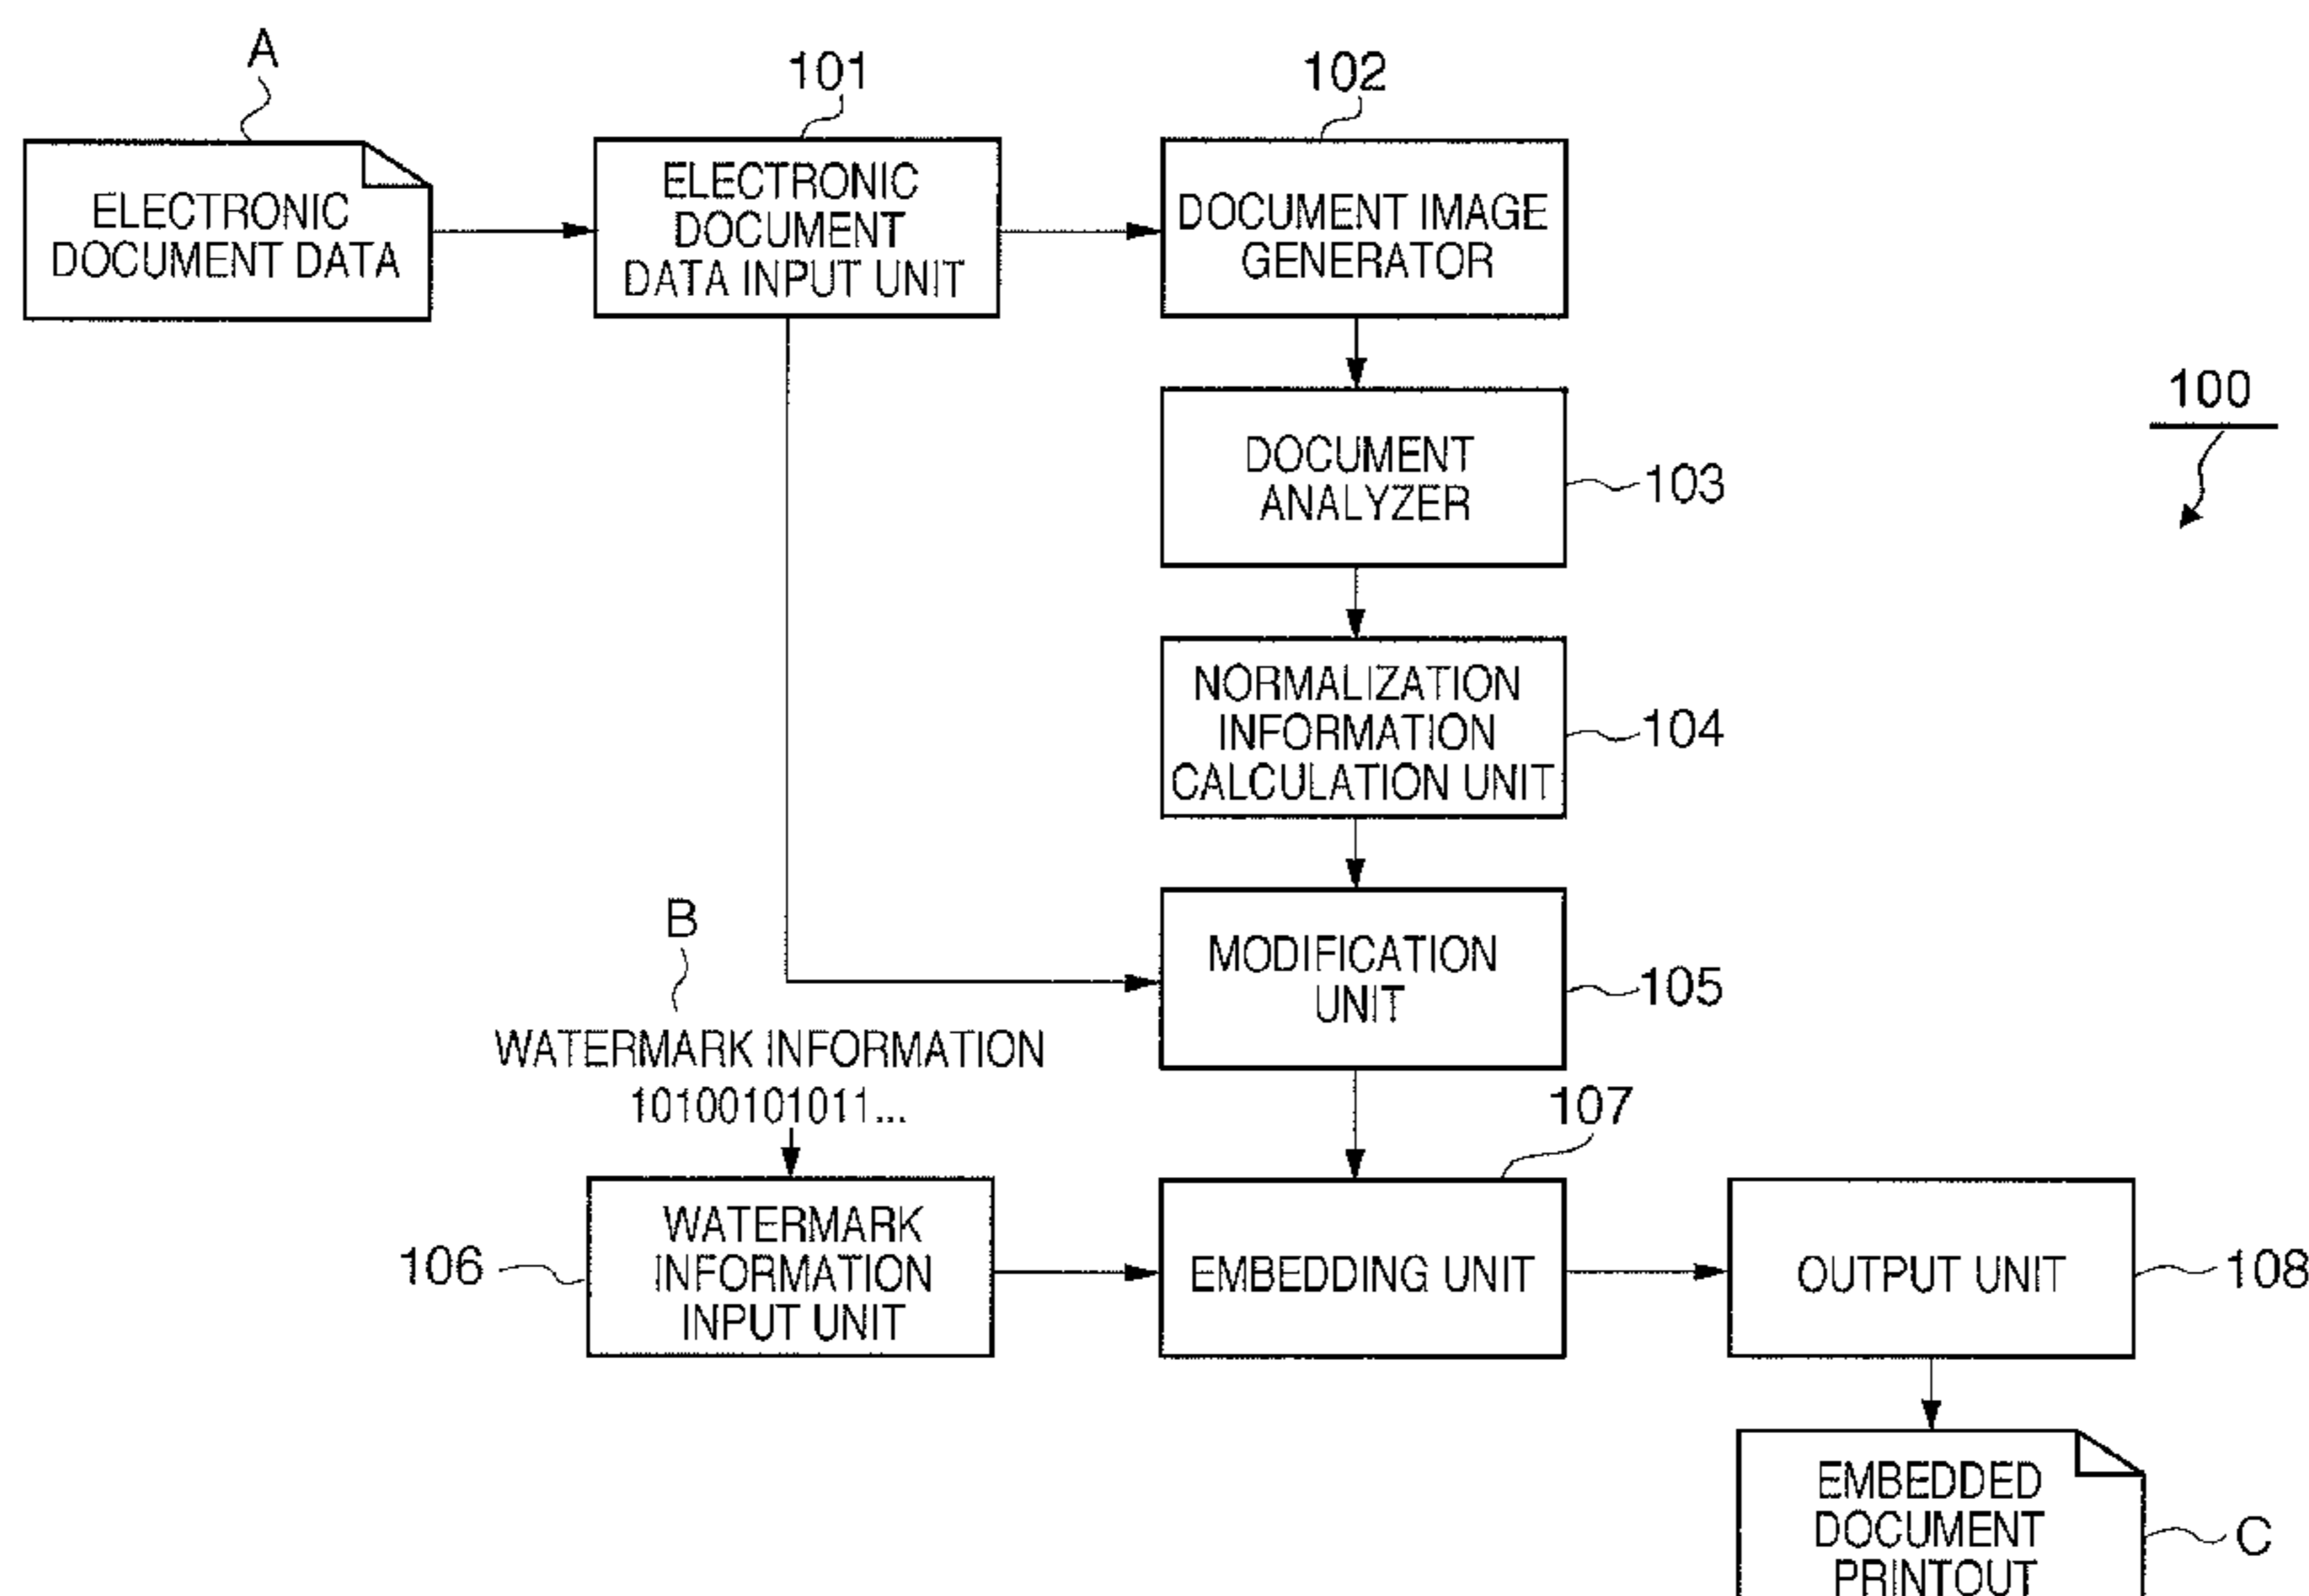 A
101
102
ELECTRONIC
DOCUMENT DATA
ELECTRONIC
DOCUMENT
DATA INPUT UNIT
DOCUMENT IMAGE
GENERATOR
100
DOCUMENT
ANALYZER
103
NORMALIZATION
INFORMATION
CALCULATION UNIT
104
B
MODIFICATION
UNIT
105
WATERMARK INFORMATION
10100101011...
107
106
WATERMARK
INFORMATION
INPUT UNIT
EMBEDDING UNIT
OUTPUT UNIT
108
EMBEDDED
DOCUMENT
PRINTOUT
C